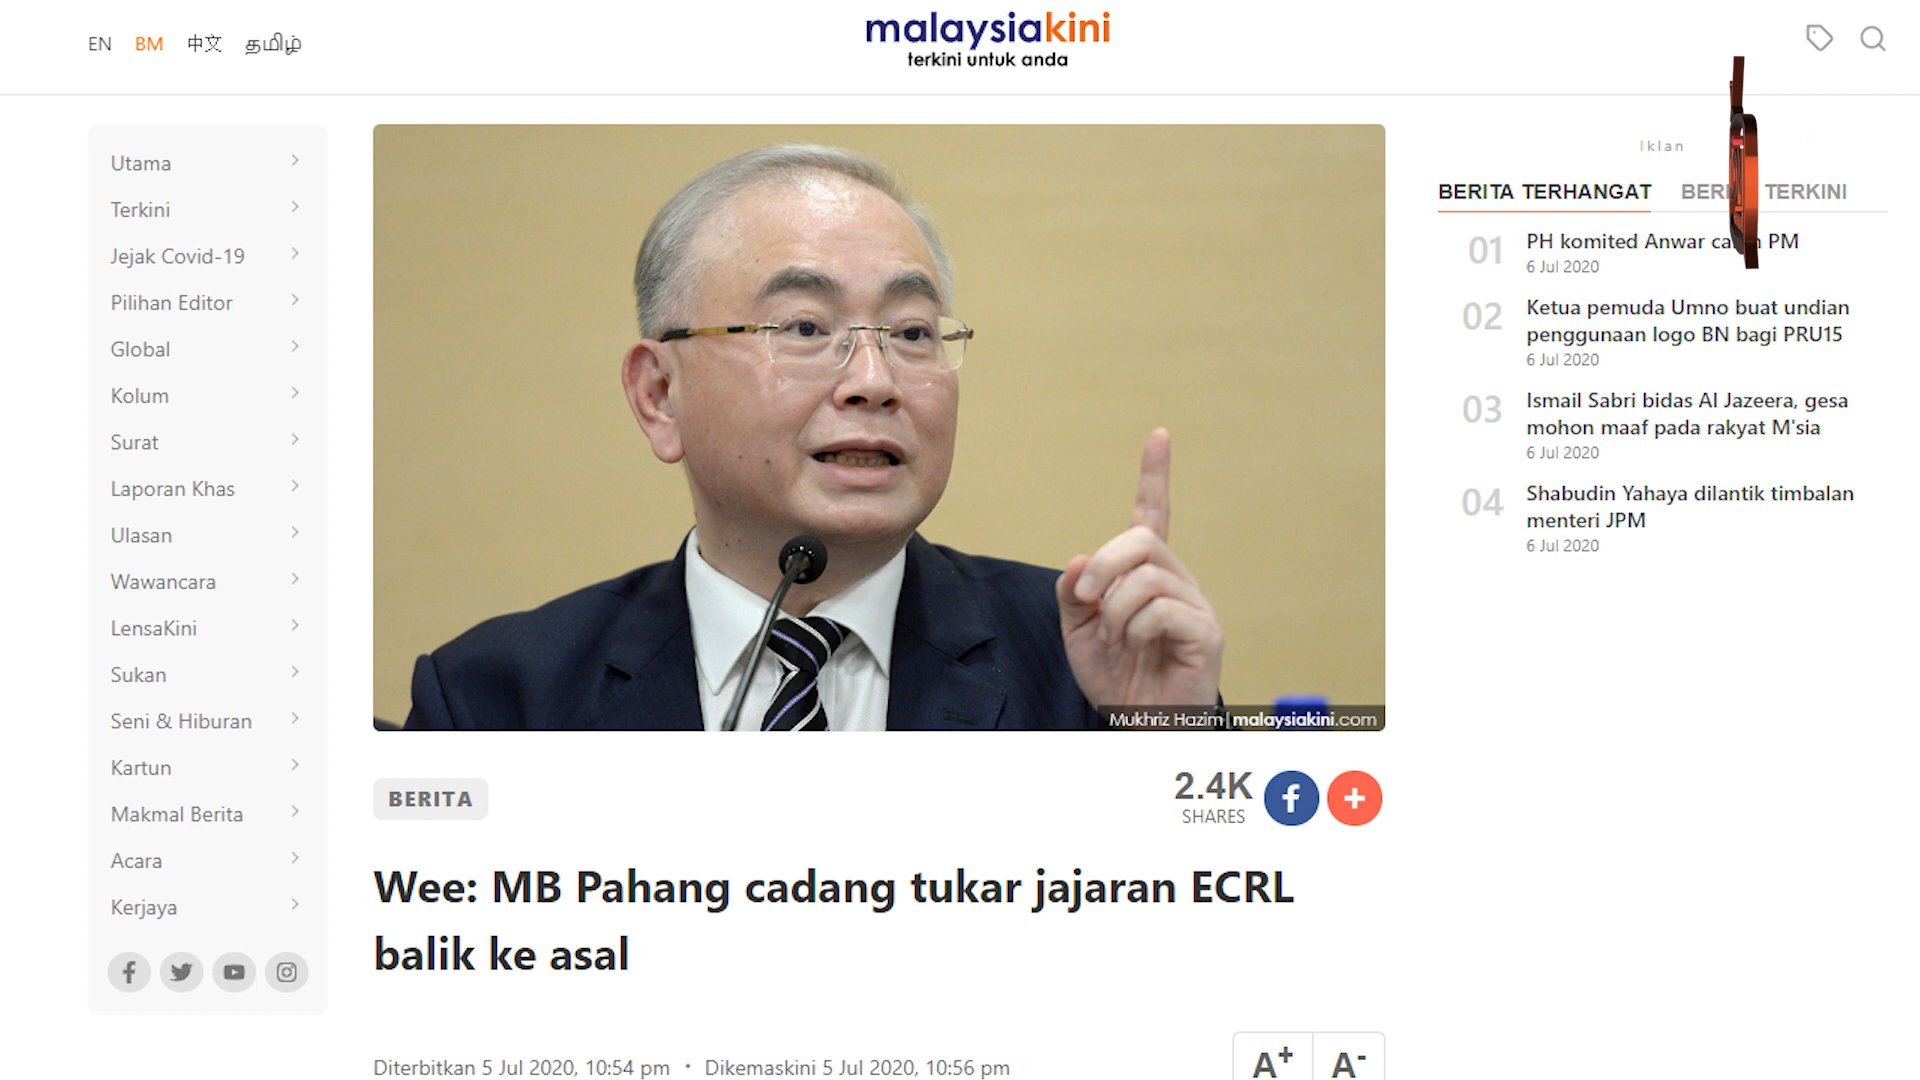 EN BM 中文 தமிழ்
malaysiakini
terkini untuk anda
Utama
Terkini
Jejak Covid-19
Pilihan Editor
Global
Kolum
Surat
Laporan Khas
Ulasan
Wawancara
LensaKini
Sukan
Seni & Hiburan
Kartun
Makmal Berita
Acara
Kerjaya
Mukhriz Hazim | malaysiakini.com
BERITA
2.4K
SHARES
Wee: MB Pahang cadang tukar jajaran ECRL
balik ke asal
Diterbitkan 5 Jul 2020, 10:54 pm • Dikemaskini 5 Jul 2020, 10:56 pm
A+ A-
Iklan
BERITA TERHANGAT TERKINI
01 PH komited Anwar PM
6 Jul 2020
02 Ketua pemuda Umno buat undian
penggunaan logo BN bagi PRU15
6 Jul 2020
03 Ismail Sabri bidas Al Jazeera, gesa
mohon maaf pada rakyat M'sia
6 Jul 2020
04 Shabudin Yahaya dilantik timbalan
menteri JPM
6 Jul 2020